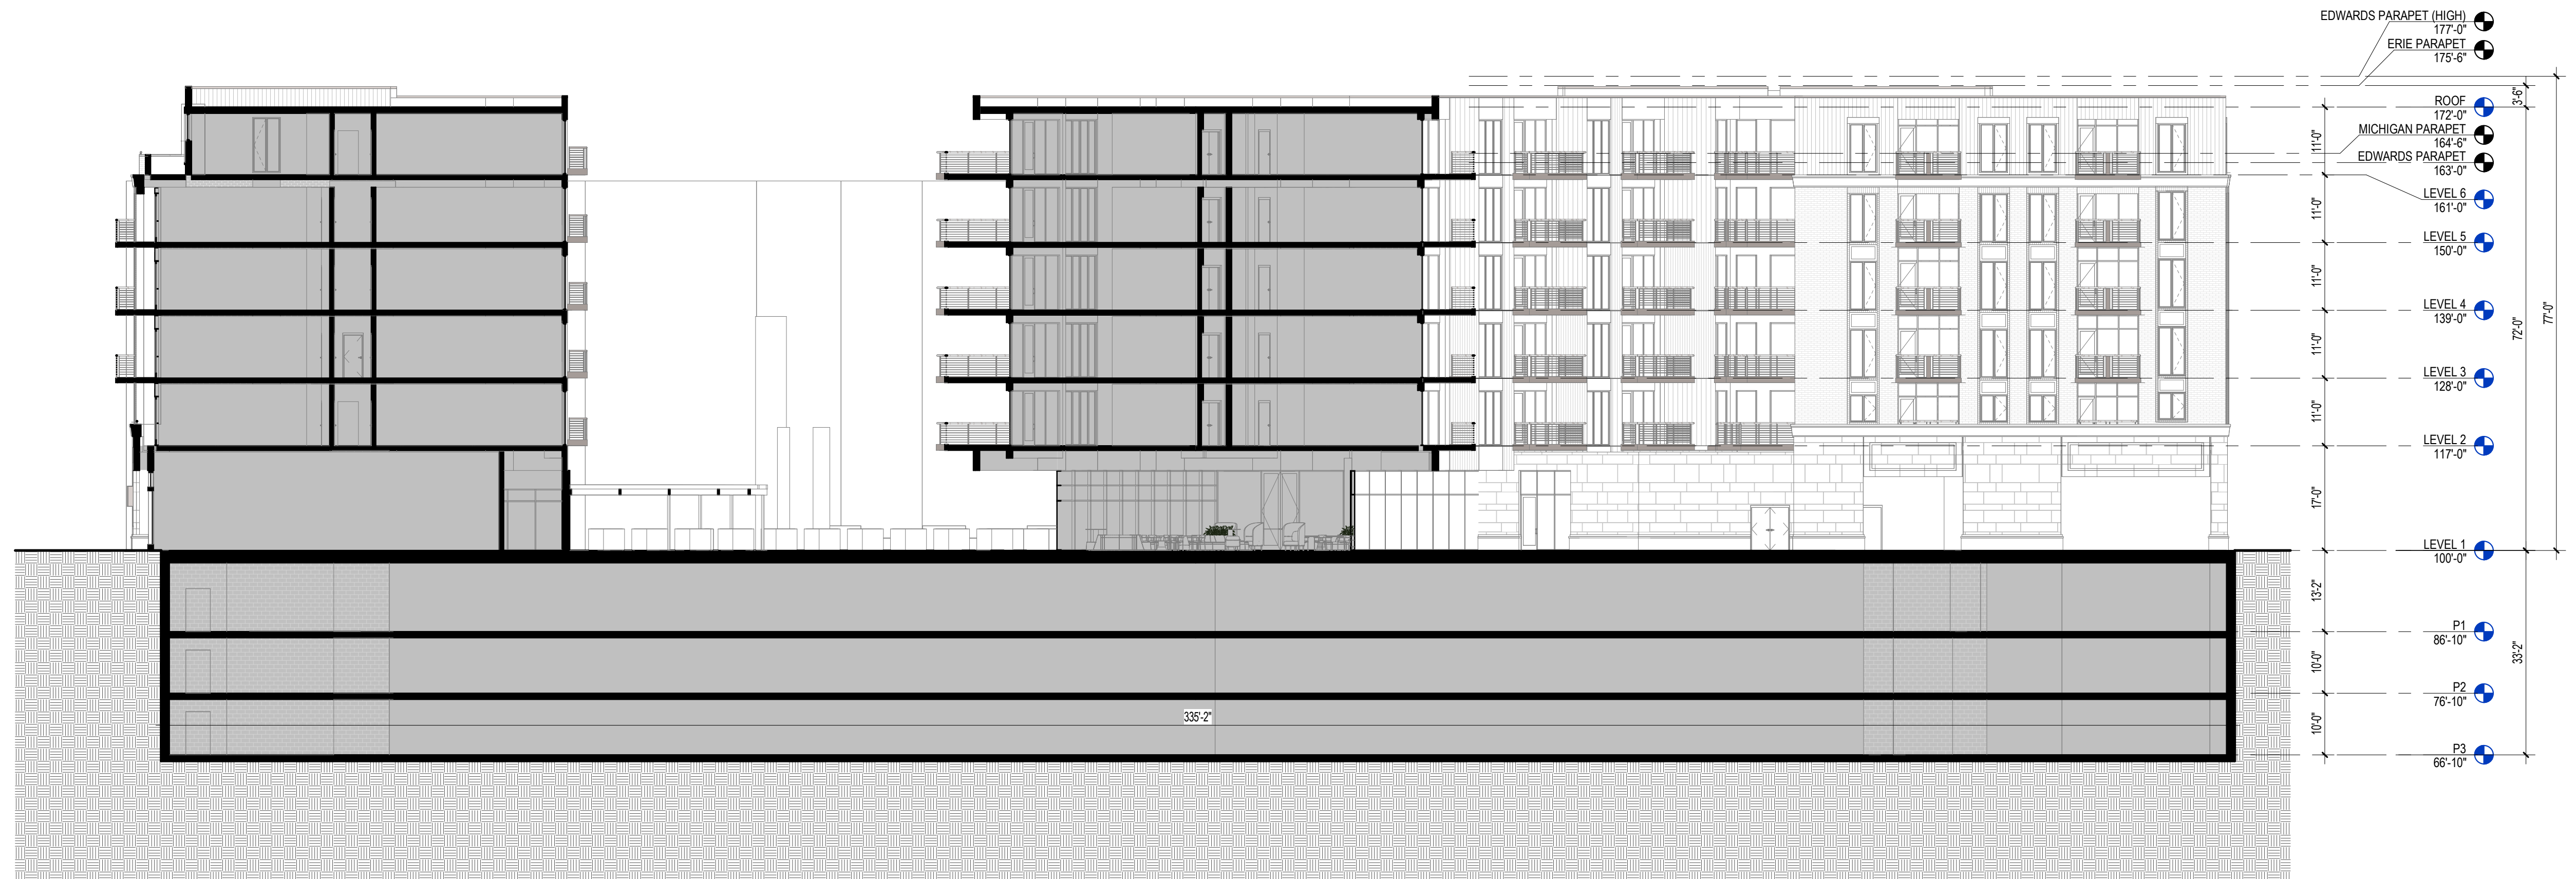 EDWARDS PARAPET (HIGH)
177'-0"
ERIE PARAPET
175'-6"
3'-6"
ROOF
172'-0"
11'-0"
MICHIGAN PARAPET
164'-6"
EDWARDS PARAPET
163'-0"
LEVEL 6
161'-0"
11'-0"
LEVEL 5
150'-0"
11'-0"
LEVEL 4
139'-0"
72'-0"
77'-0"
11'-0"
LEVEL 3
128'-0"
11'-0"
LEVEL 2
117'-0"
17'-0"
LEVEL 1
100'-0"
13'-2"
P1
86'-10"
33'-2"
10'-0"
P2
76'-10"
335'-2"
10'-0"
P3
66'-10"